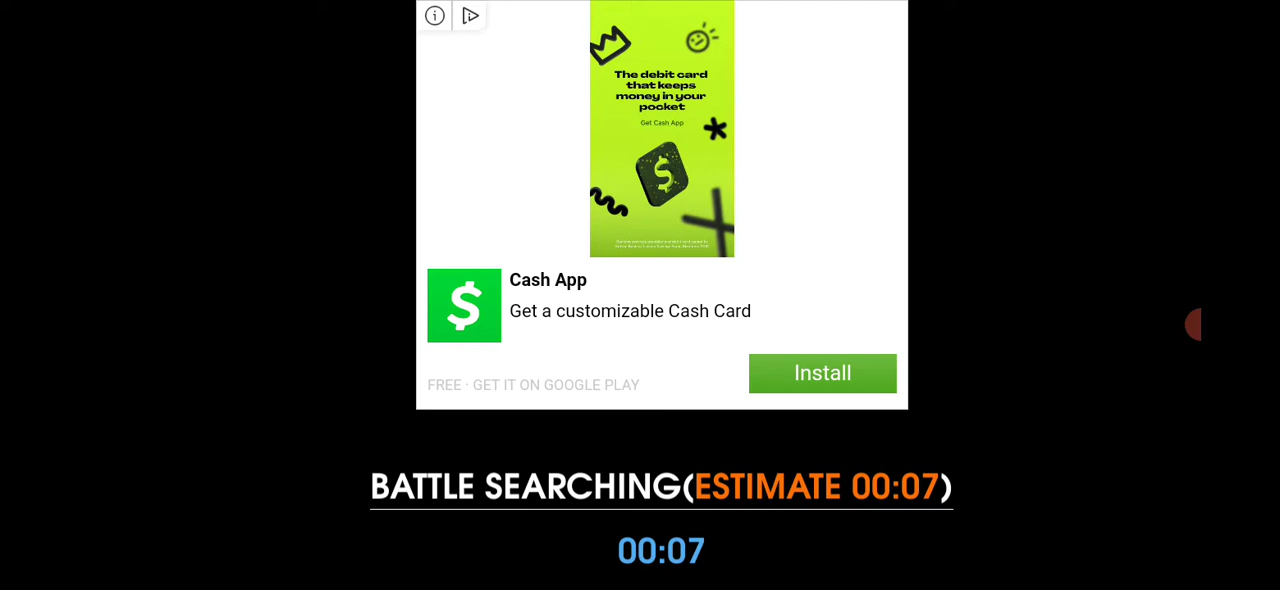 The debit card
that keeps
money in your
pocket
Get Cash App
$
$
Cash App
Get a customizable Cash Card
FREE · GET IT ON GOOGLE PLAY
Install
BATTLE SEARCHING(ESTIMATE 00:07)
00:07